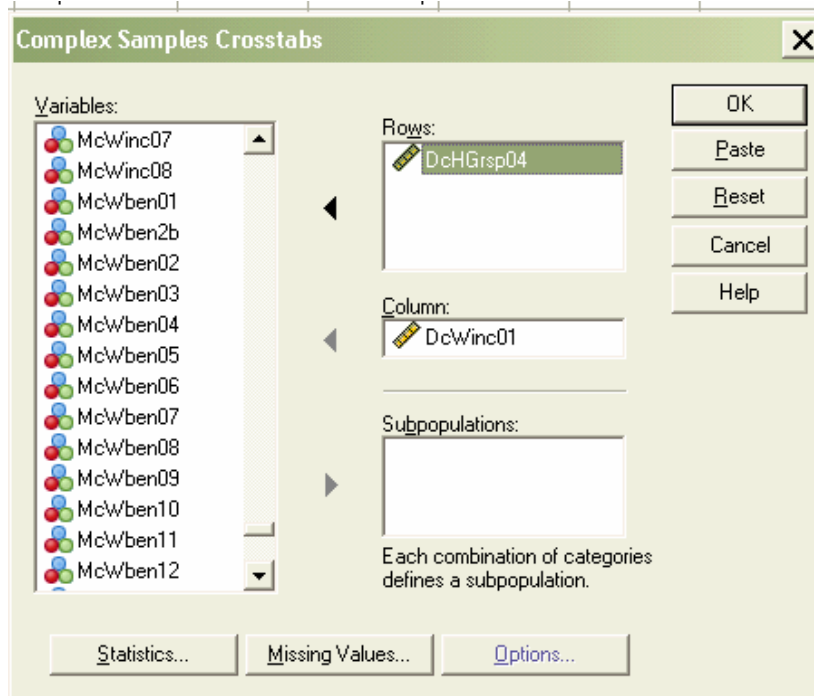 Complex Samples Crosstabs
Variables:
McWinc07
McWinc08
McWben01
McWben2b
McWben02
McWben03
McWben04
McWben05
McWben06
McWben07
McWben08
McWben09
McWben10
McWben11
McWben12
Rows:
DcHGrsp04
Column:
DcWinc01
Subpopulations:
Each combination of categories
defines a subpopulation.
OK
Paste
Reset
Cancel
Help
Statistics...
Missing Values...
Options...